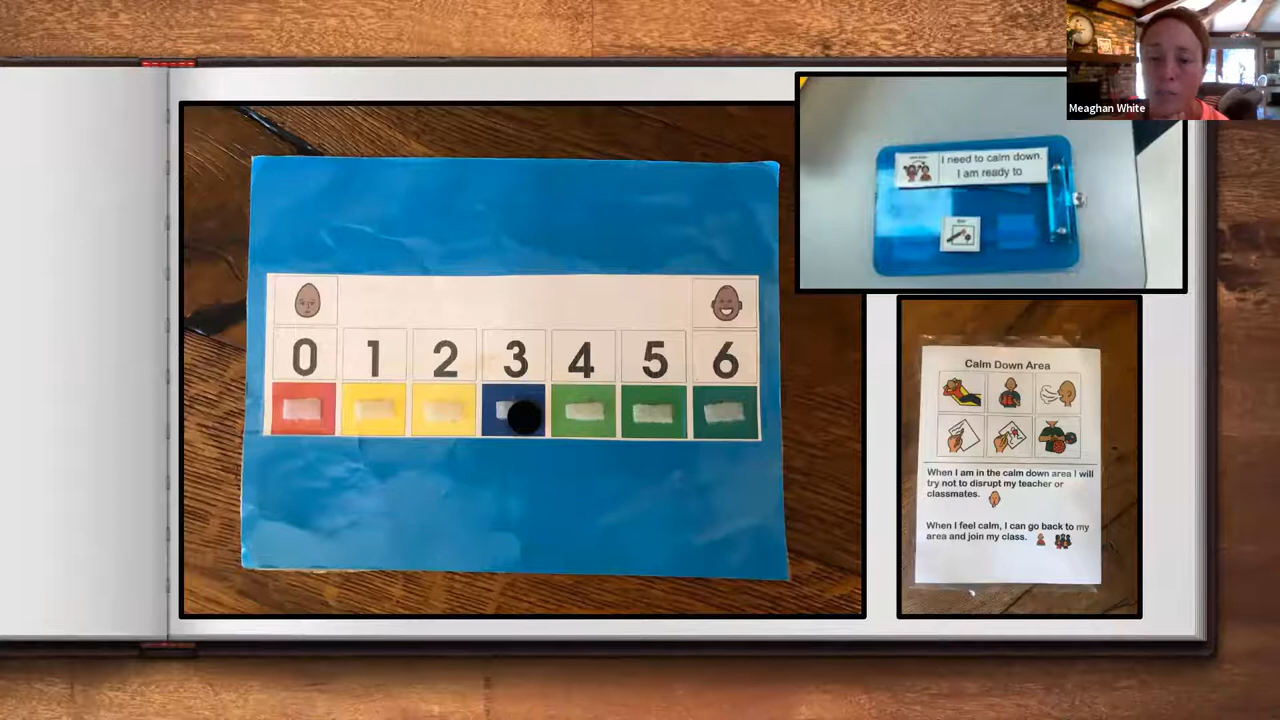 Meaghan White
0 1 2 3 4 5 6
I need to calm down.
I am ready to
Calm Down Area
When I am in the calm down area I will
try not to disrupt my teacher or
classmates.
When I feel calm, I can go back to my
area and join my class.